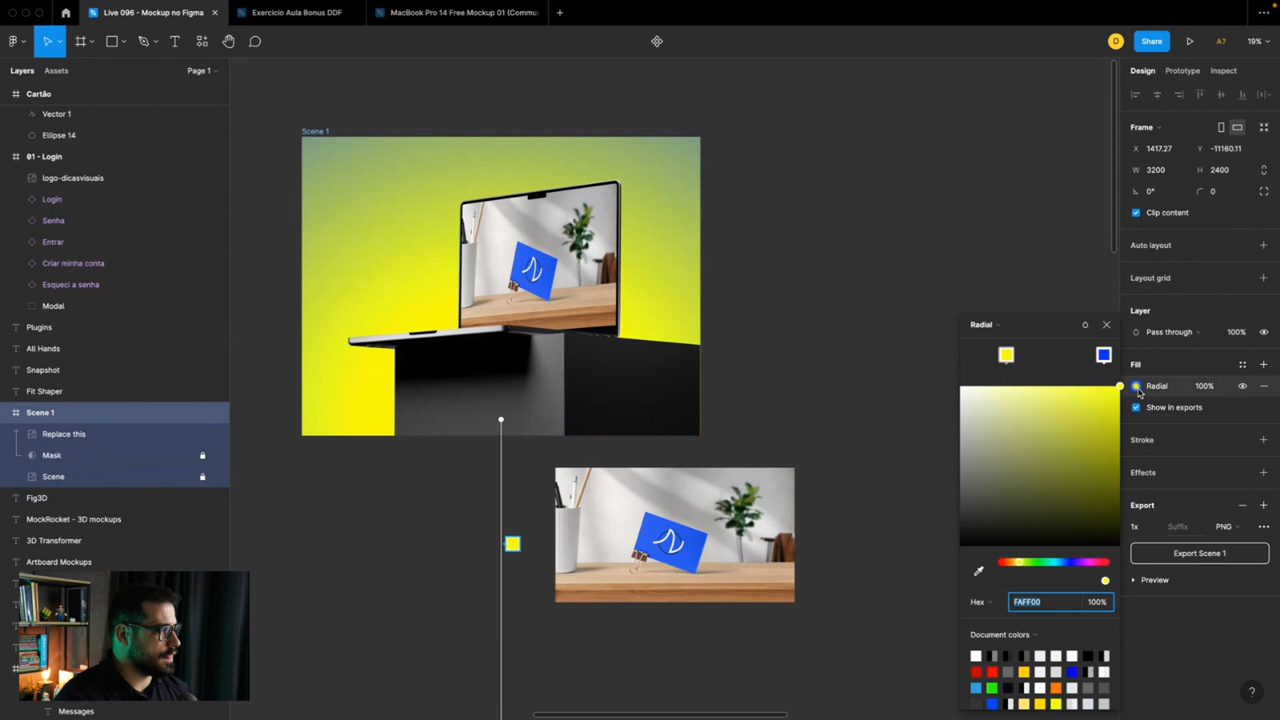 Live 096 - Mockup no Figma
Exercício Aula Bonus DDF
MacBook Pro 14 Free Mockup 01 (Commu
D
Share
A?
19%
Layers
Assets
Page 1
Cartão
Vector 1
Ellipse 14
01 - Login
logo-dicasvisuais
Login
Senha
Entrar
Criar minha conta
Esqueci a senha
Modal
Plugins
All Hands
Snapshot
Fit Shaper
Scene 1
Replace this
Mask
Scene
Fig3D
MockRocket - 3D mockups
3D Transformer
Artboard Mockups
Messages
Scene 1
Design
Prototype
Inspect
Frame
X 1417.27
Y -11160.11
W 3200
H 2400
0°
0
Clip content
Auto layout
Layout grid
Layer
Pass through
100%
Fill
Radial
100%
Show in exports
Stroke
Effects
Export
1x
Suffix
PNG
Export Scene 1
Preview
Radial
Hex
FAFF00
100%
Document colors
?